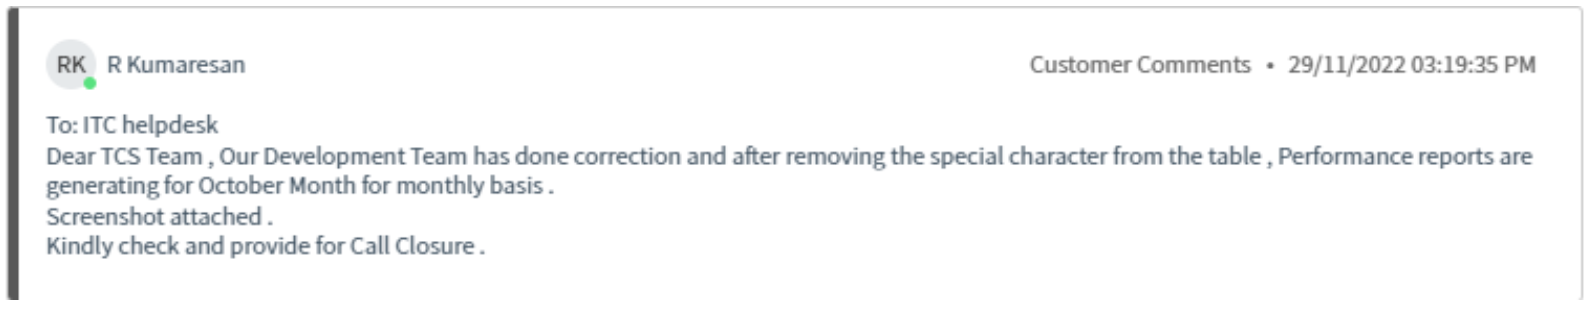 RK R Kumaresan Customer Comments • 29/11/2022 03:19:35 PM
To: ITC helpdesk
Dear TCS Team , Our Development Team has done correction and after removing the special character from the table , Performance reports are
generating for October Month for monthly basis .
Screenshot attached .
Kindly check and provide for Call Closure .